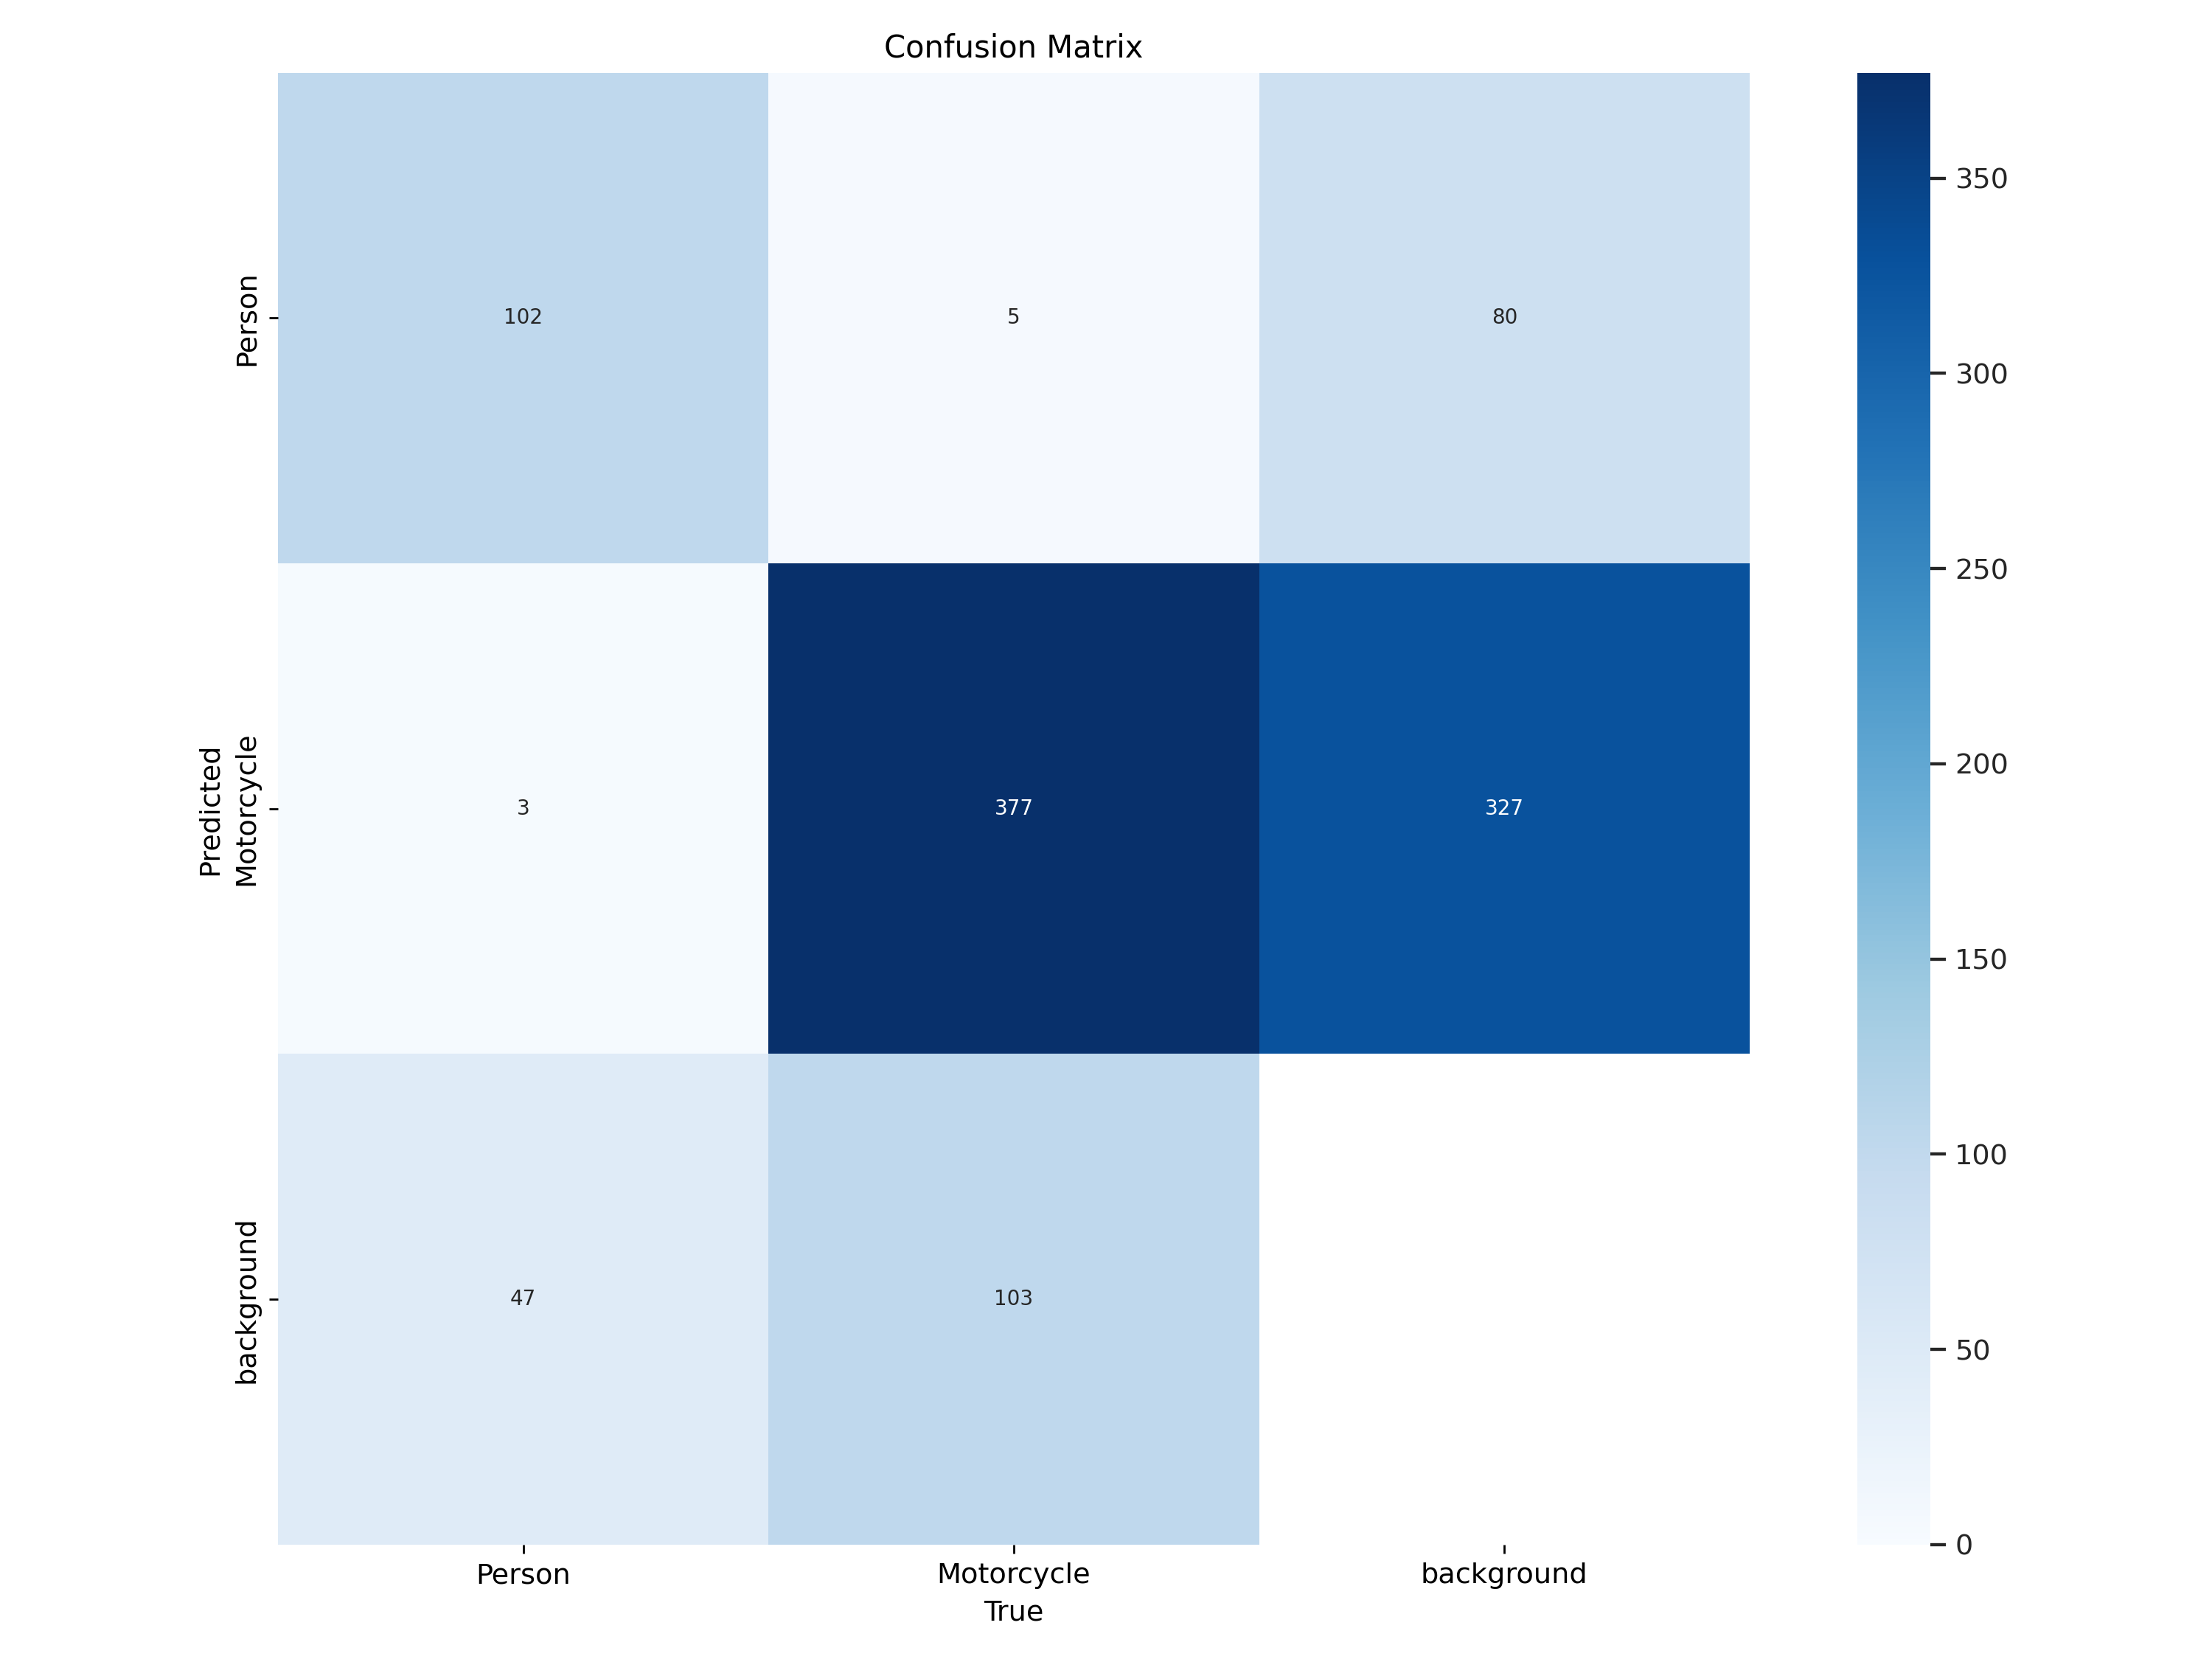 Confusion Matrix
Person
102
5
80
Predicted
Motorcycle
3
377
327
background
47
103
Person
Motorcycle
background
True
350
300
250
200
150
100
50
0